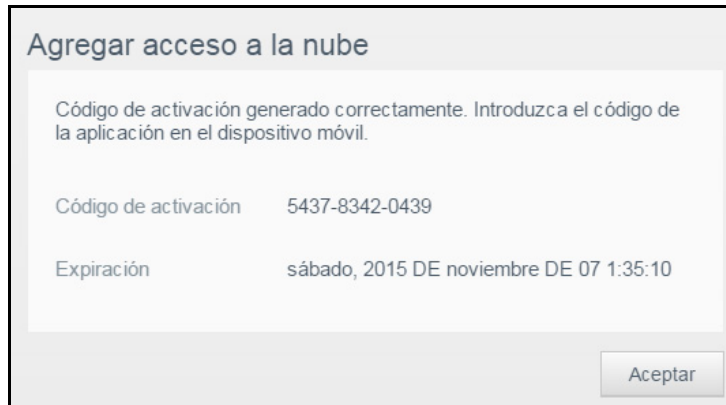 Agregar acceso a la nube
Código de activación generado correctamente. Introduzca el código de
la aplicación en el dispositivo móvil.
Código de activación 5437-8342-0439
Expiración sábado, 2015 DE noviembre DE 07 1:35:10
Aceptar